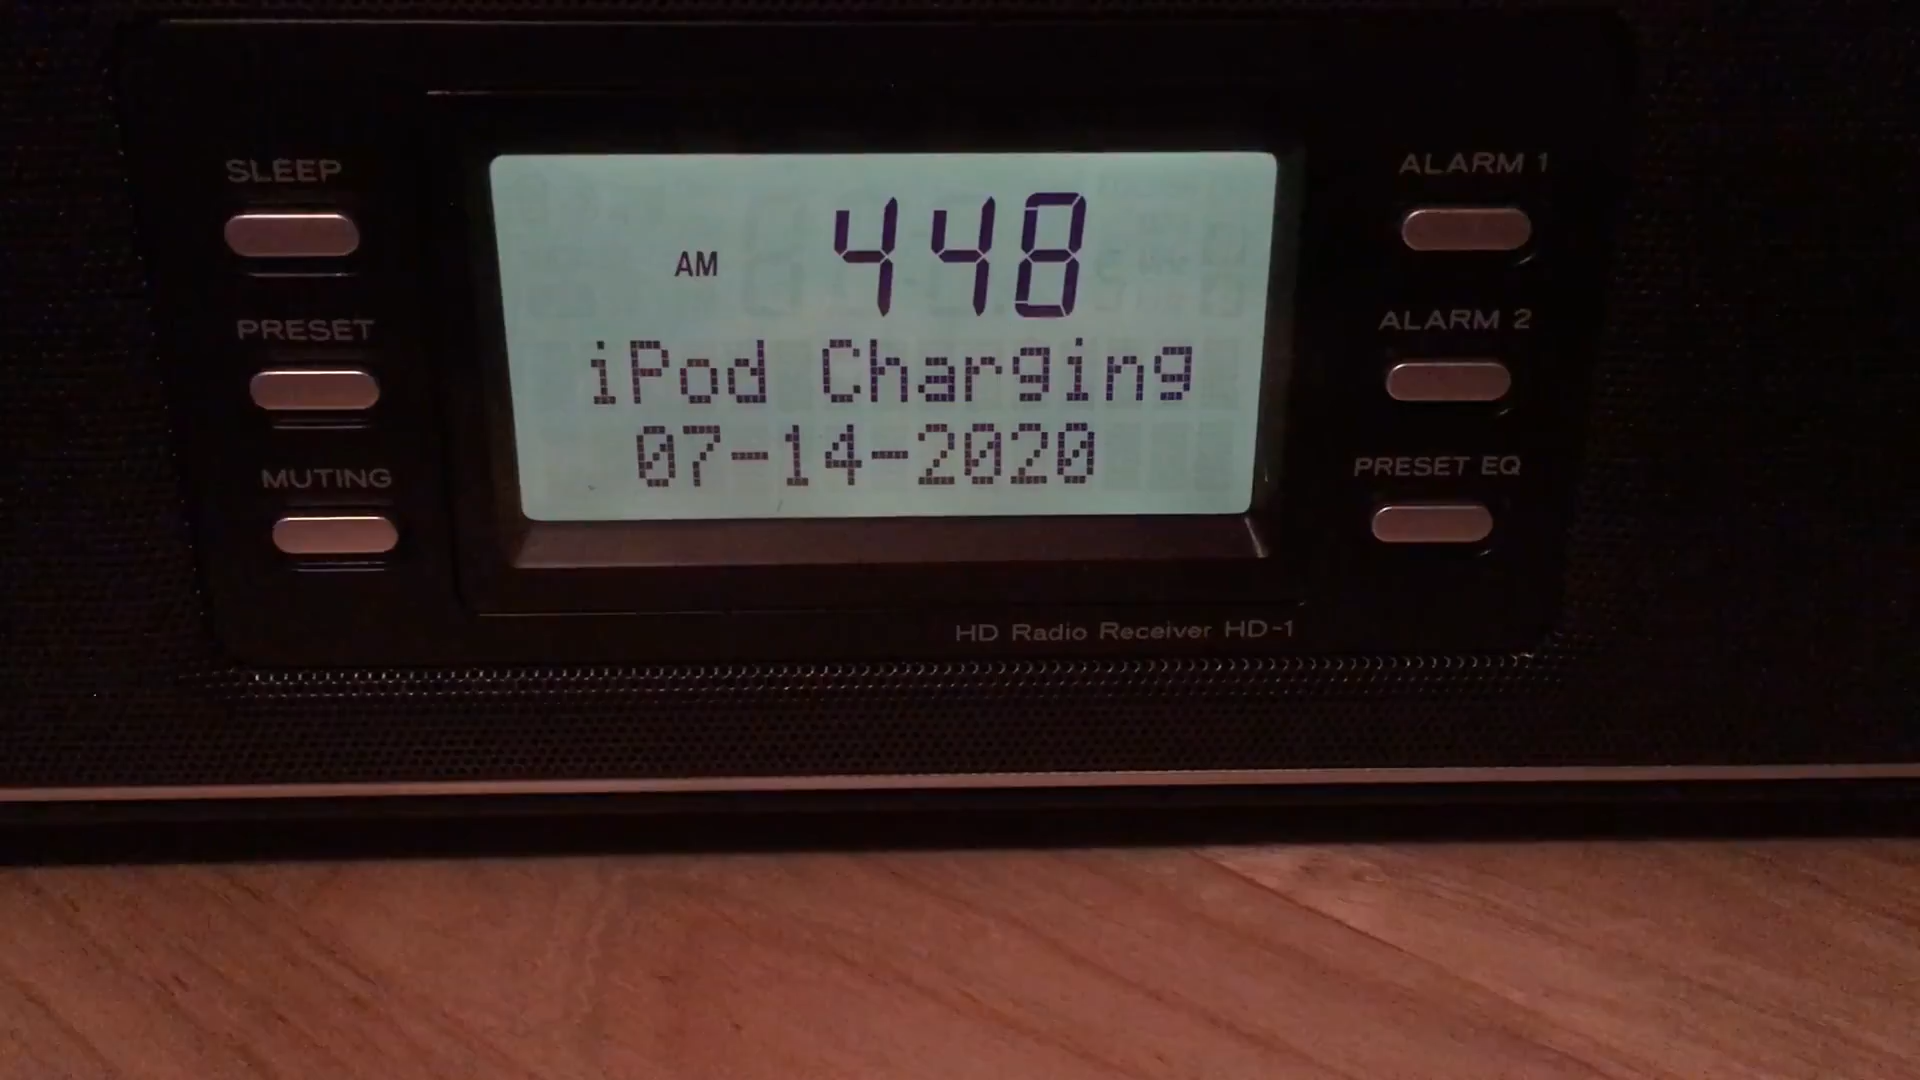 SLEEP
PRESET
MUTING
AM 448
iPod Charging
07-14-2020
ALARM 1
ALARM 2
PRESET EQ
HD Radio Receiver HD-1